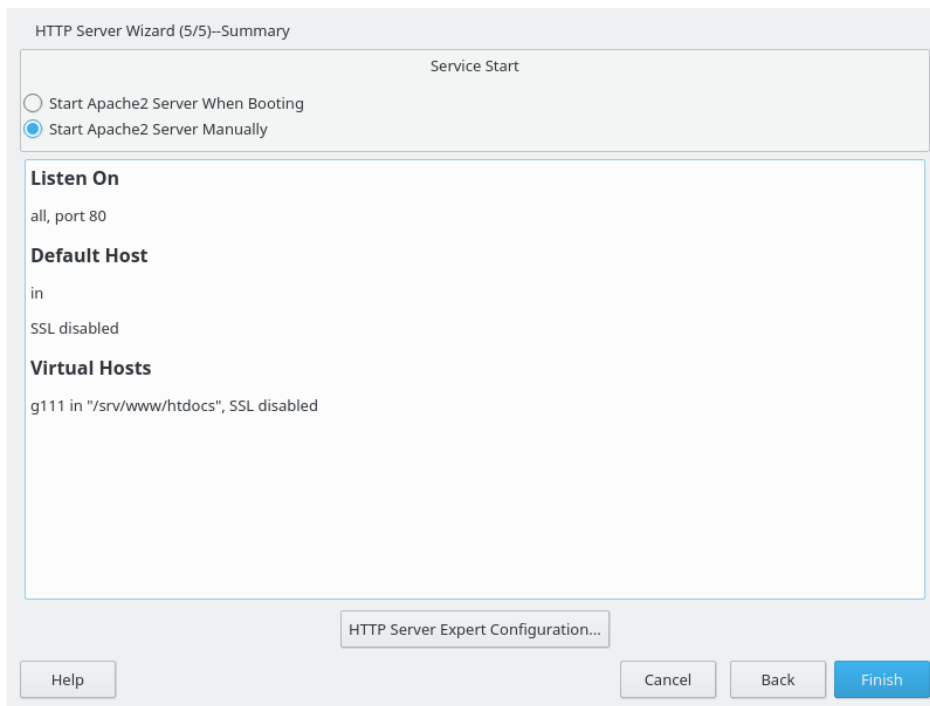 HTTP Server Wizard (5/5)--Summary
Service Start
Start Apache2 Server When Booting
Start Apache2 Server Manually
Listen On
all, port 80
Default Host
in
SSL disabled
Virtual Hosts
g111 in "/srv/www/htdocs", SSL disabled
HTTP Server Expert Configuration...
Help
Cancel
Back
Finish